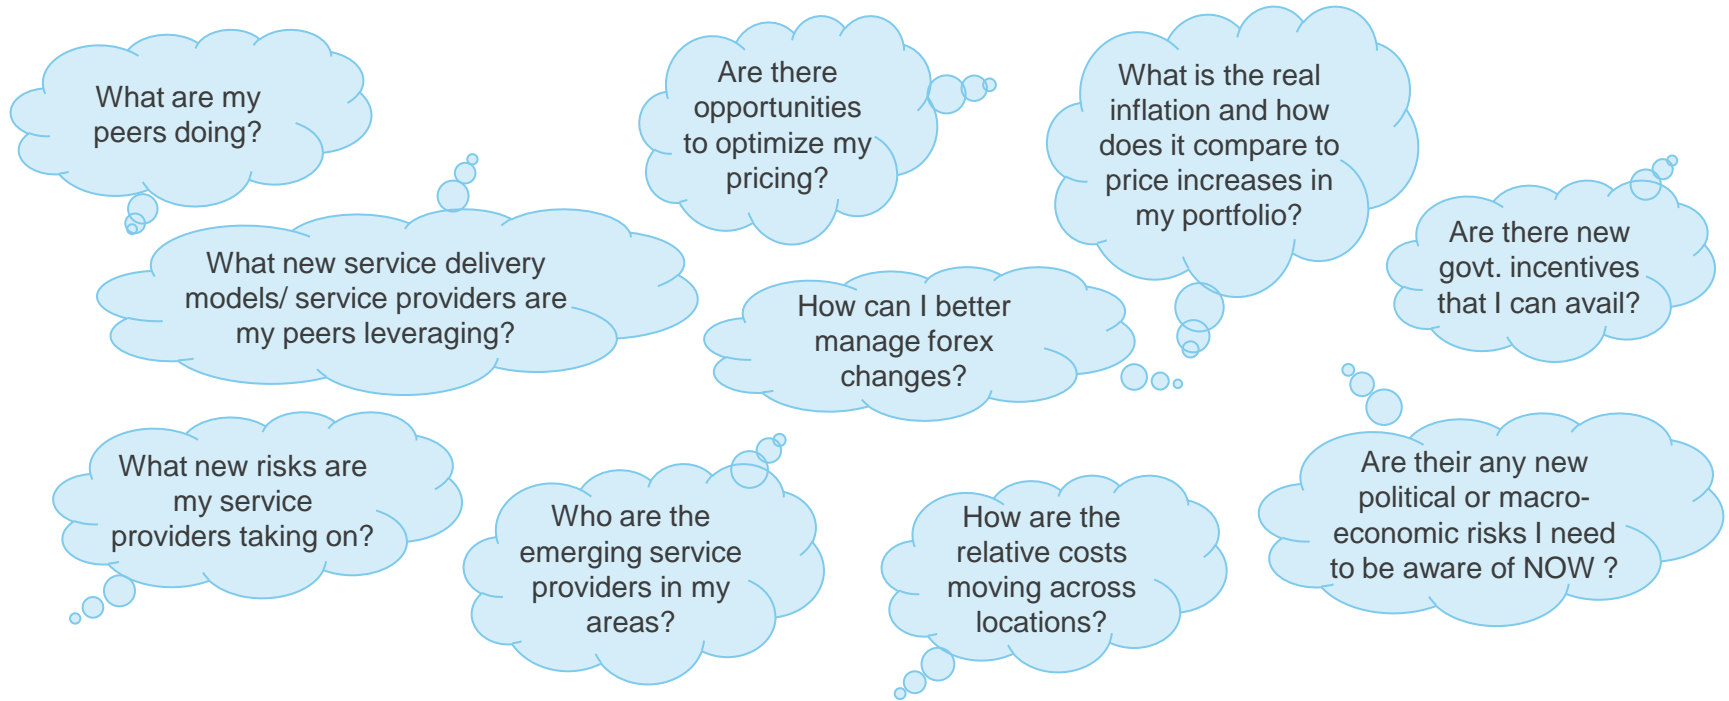 What are my
peers doing?
Are there
opportunities
to optimize my
pricing?
What is the real
inflation and how
does it compare to
price increases in
my portfolio?
Are there new
govt. incentives
that I can avail?
What new service delivery
models/ service providers are
my peers leveraging?
How can I better
manage forex
changes?
What new risks are
my service
providers taking on?
Who are the
emerging service
providers in my
areas?
How are the
relative costs
moving across
locations?
Are their any new
political or macro-
economic risks I need
to be aware of NOW ?